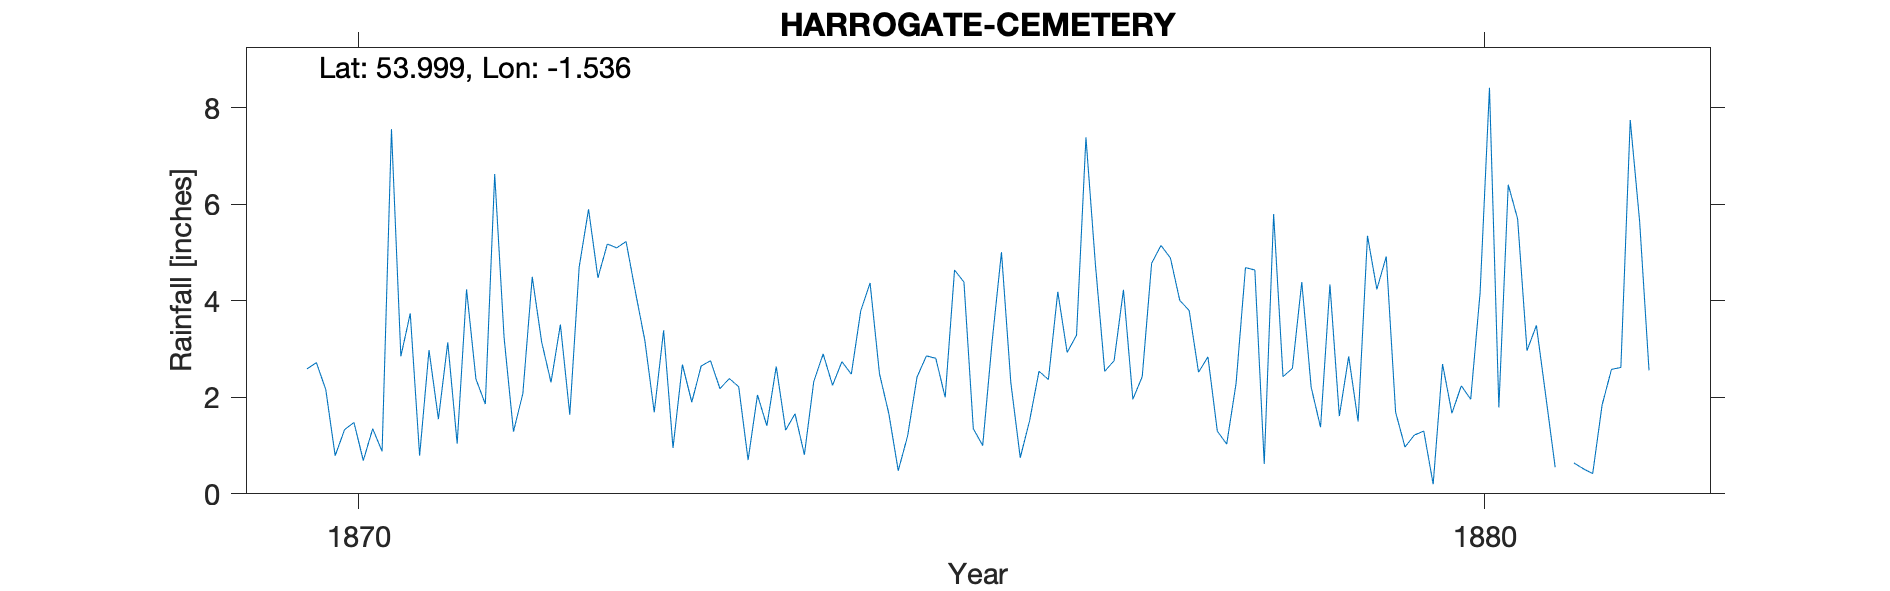 HARROGATE-CEMETERY
Lat: 53.999, Lon: -1.536
Rainfall [inches]
8
6
4
2
0
1870
1880
Year